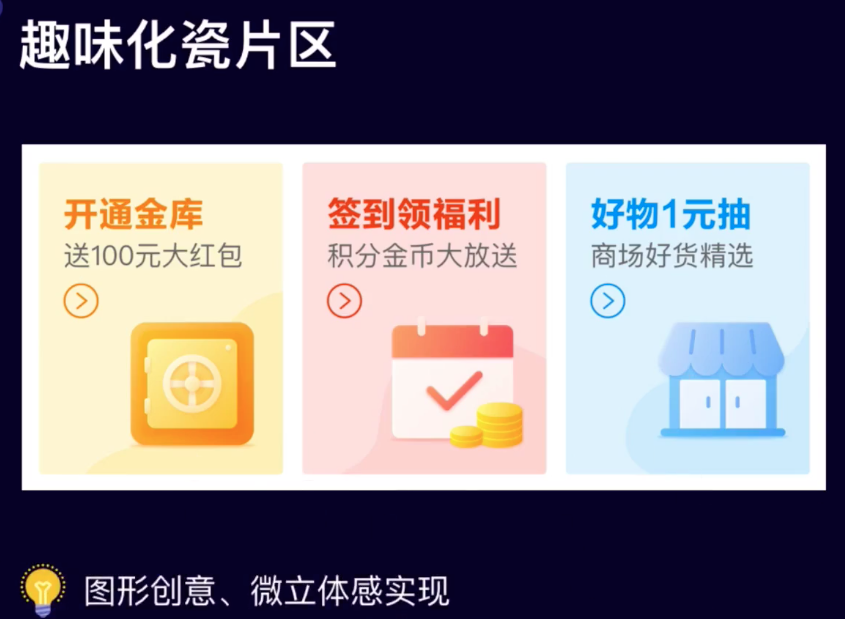 趣味化瓷片区
开通金库
送100元大红包
签到领福利
积分金币大放送
好物1元抽
商场好货精选
图形创意、微立体感实现